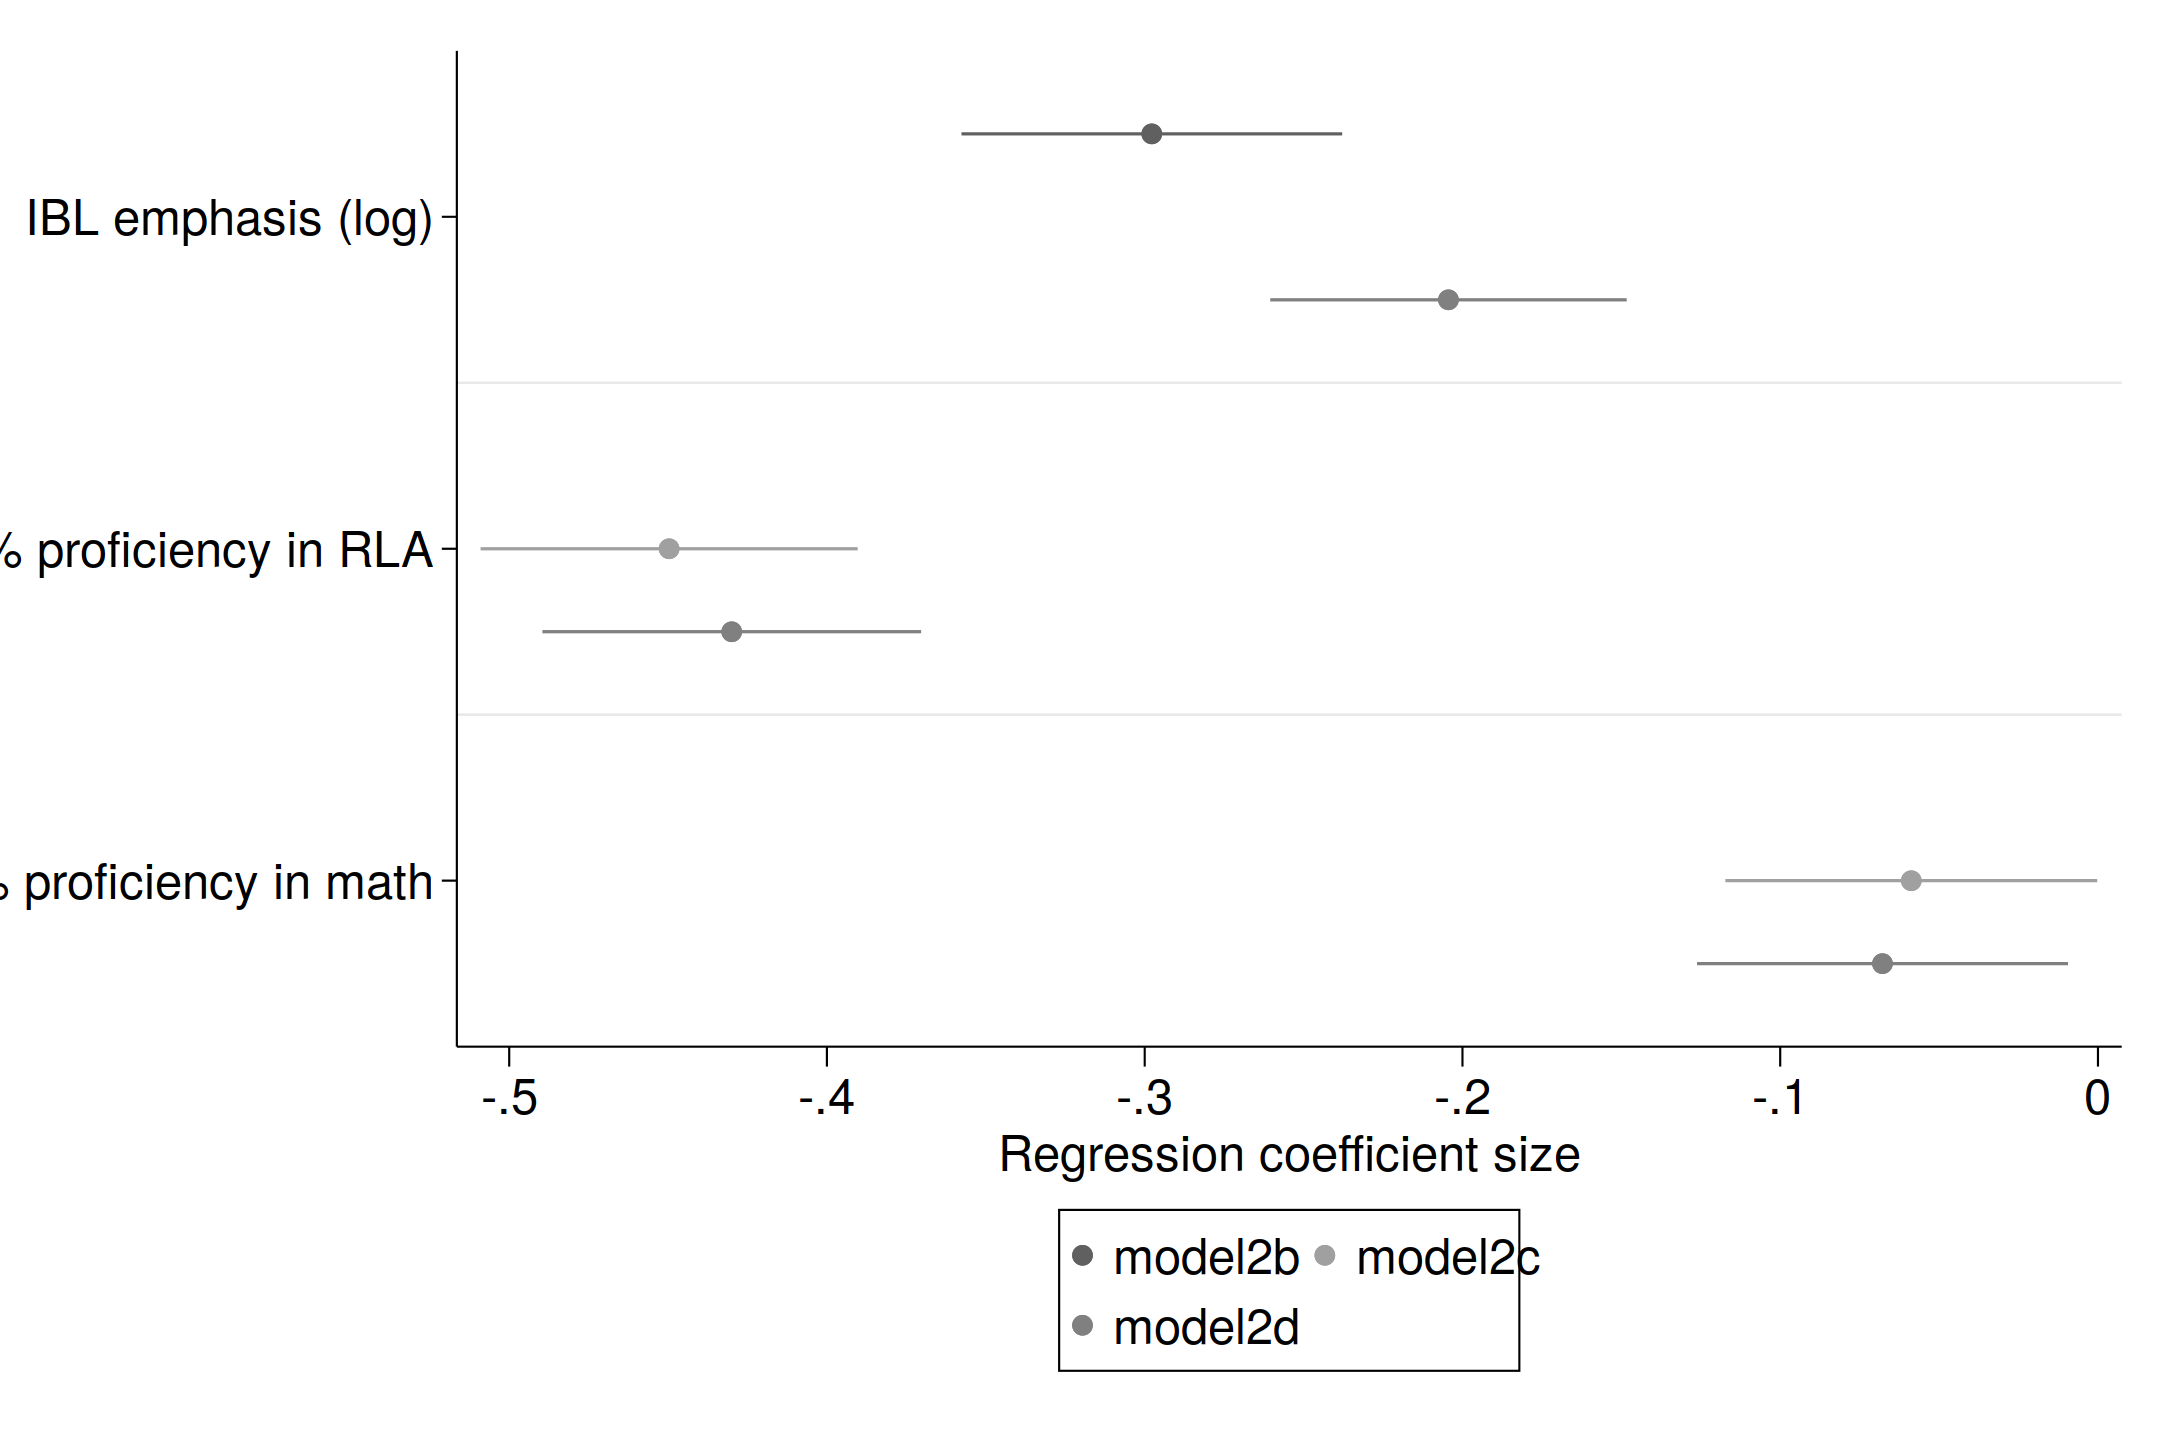 IBL emphasis (log)
% proficiency in RLA
% proficiency in math
-.5 -.4 -.3 -.2 -.1 0
Regression coefficient size
model2b model2c
model2d